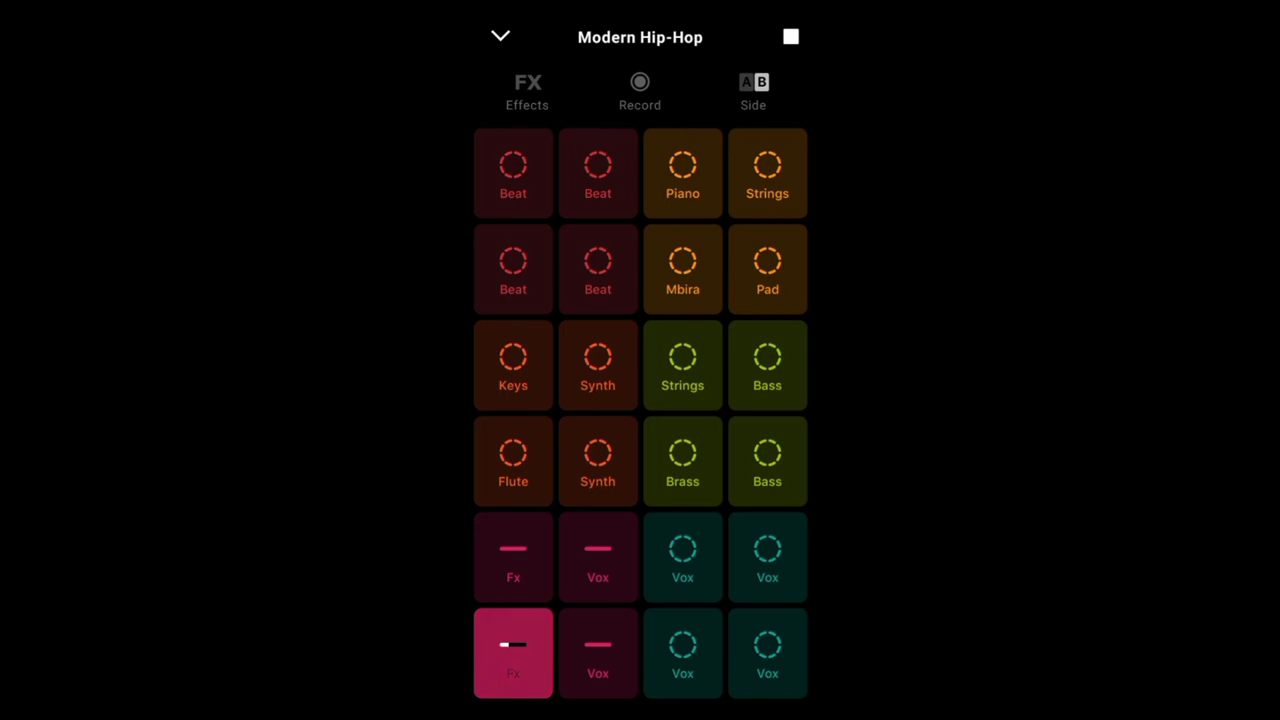 Modern Hip-Hop
FX
A B
Effects
Record
Side
Beat
Beat
Piano
Strings
Beat
Beat
Mbira
Pad
Keys
Synth
Strings
Bass
Flute
Synth
Brass
Bass
Fx
Vox
Vox
Vox
Fx
Vox
Vox
Vox